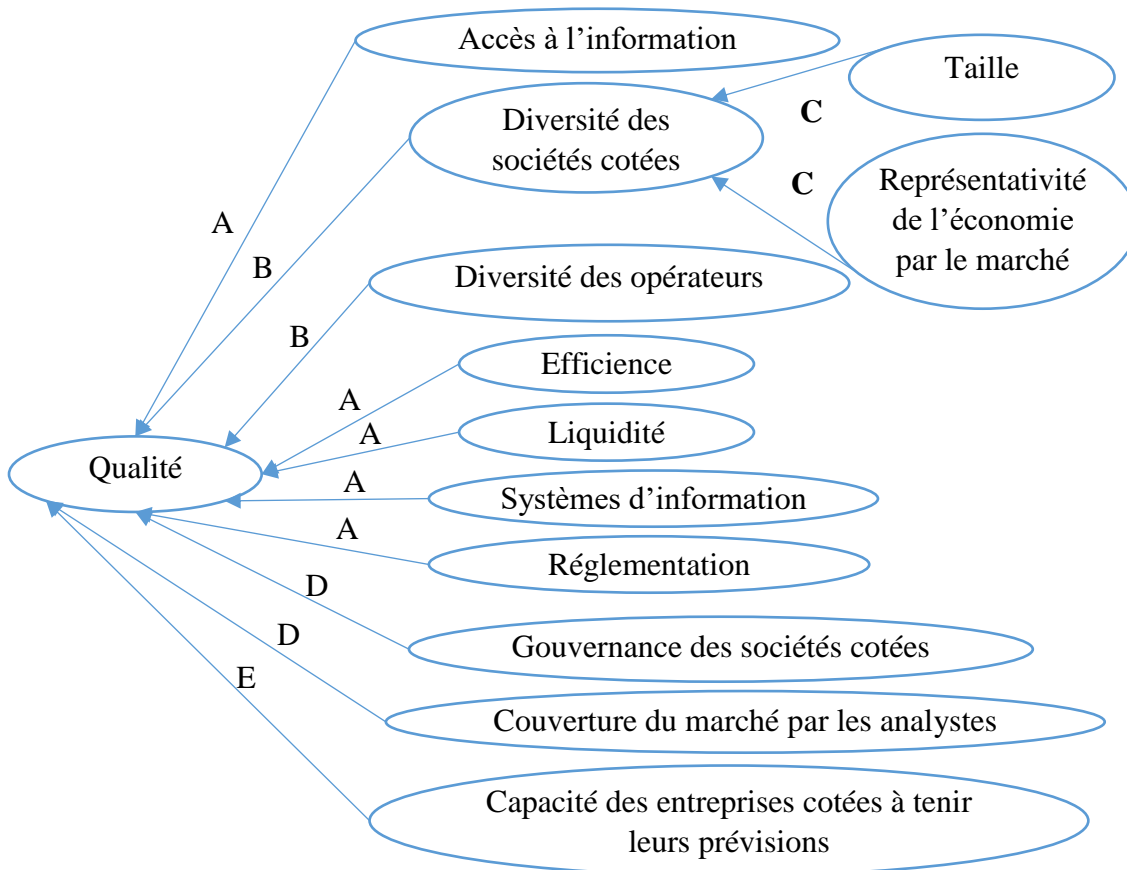 Accès à l’information
Taille
C
Diversité des
sociétés cotées
C
Représentativité
de l’économie
par le marché
A
B
Diversité des opérateurs
B
Efficience
A
Liquidité
A
Qualité
Systèmes d’information
A
Réglementation
A
D
Gouvernance des sociétés cotées
D
E
Couverture du marché par les analystes
Capacité des entreprises cotées à tenir
leurs prévisions